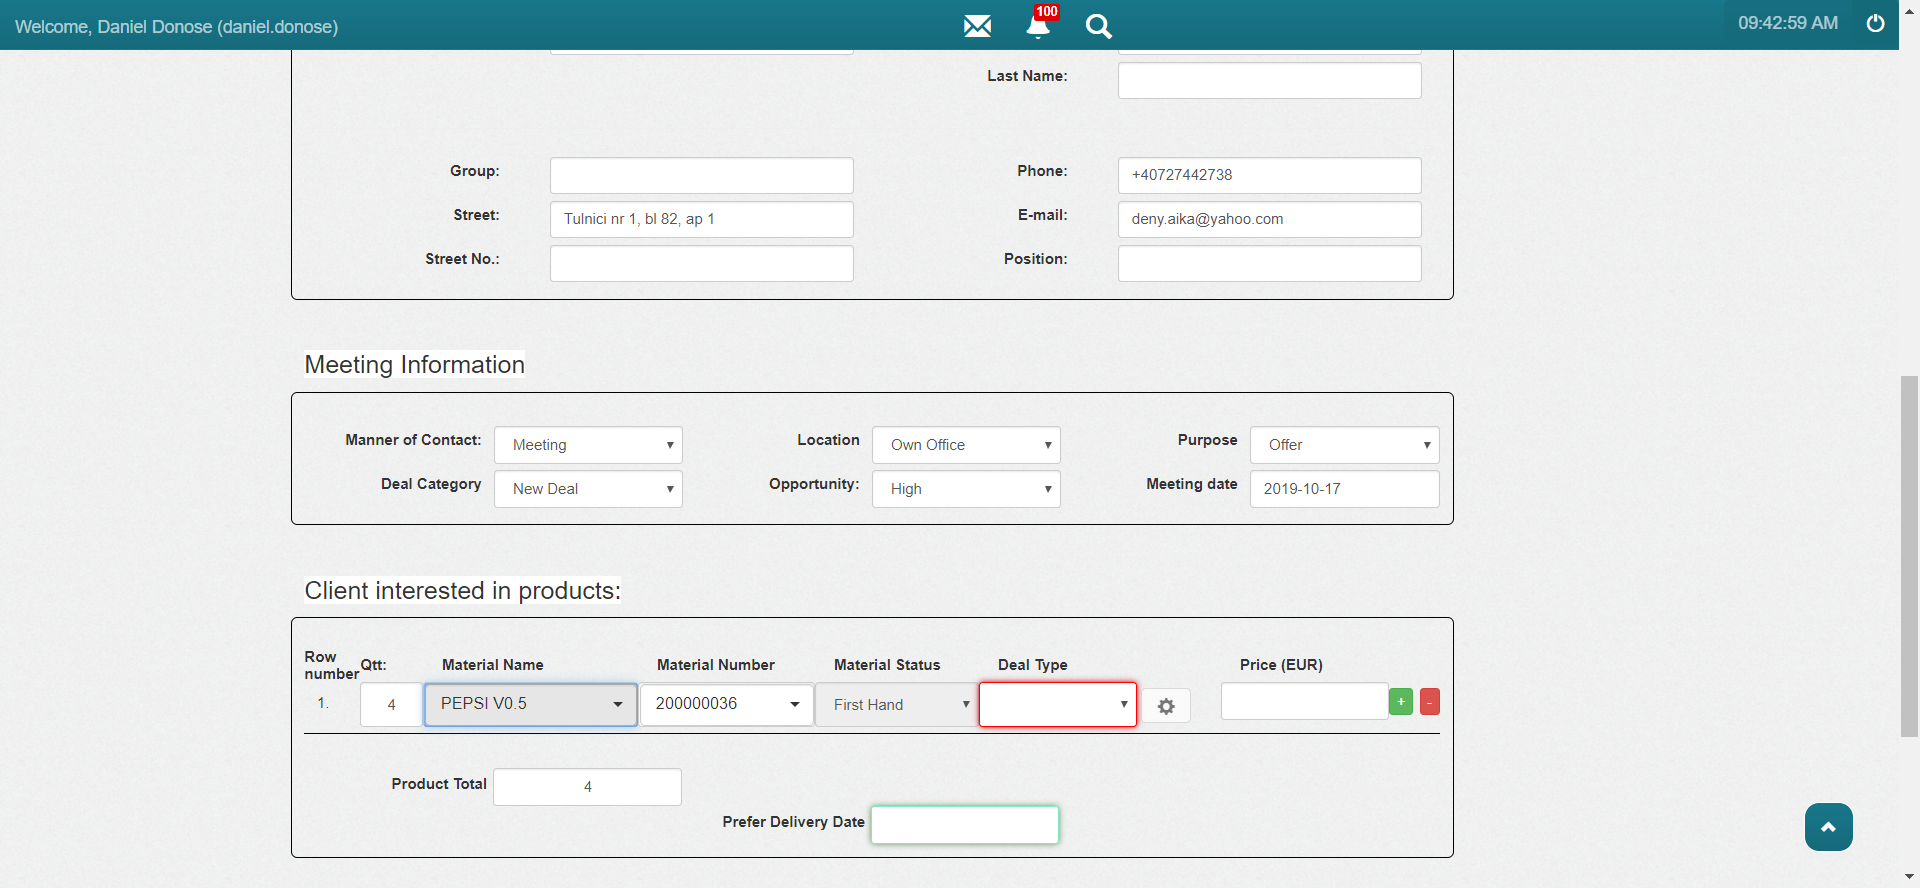 Welcome, Daniel Donose (daniel.donose)
100
09:42:59 AM
Last Name:
Group:
Phone: +40727442738
Street: Tulnici nr 1, bl 82, ap 1
E-mail: deny.aika@yahoo.com
Street No.:
Position:
Meeting Information
Manner of Contact: Meeting
Location Own Office
Purpose Offer
Deal Category New Deal
Opportunity: High
Meeting date 2019-10-17
Client interested in products:
Row number Qtt: Material Name Material Number Material Status Deal Type Price (EUR)
1. 4 PEPSI V0.5 200000036 First Hand + -
Product Total 4
Prefer Delivery Date